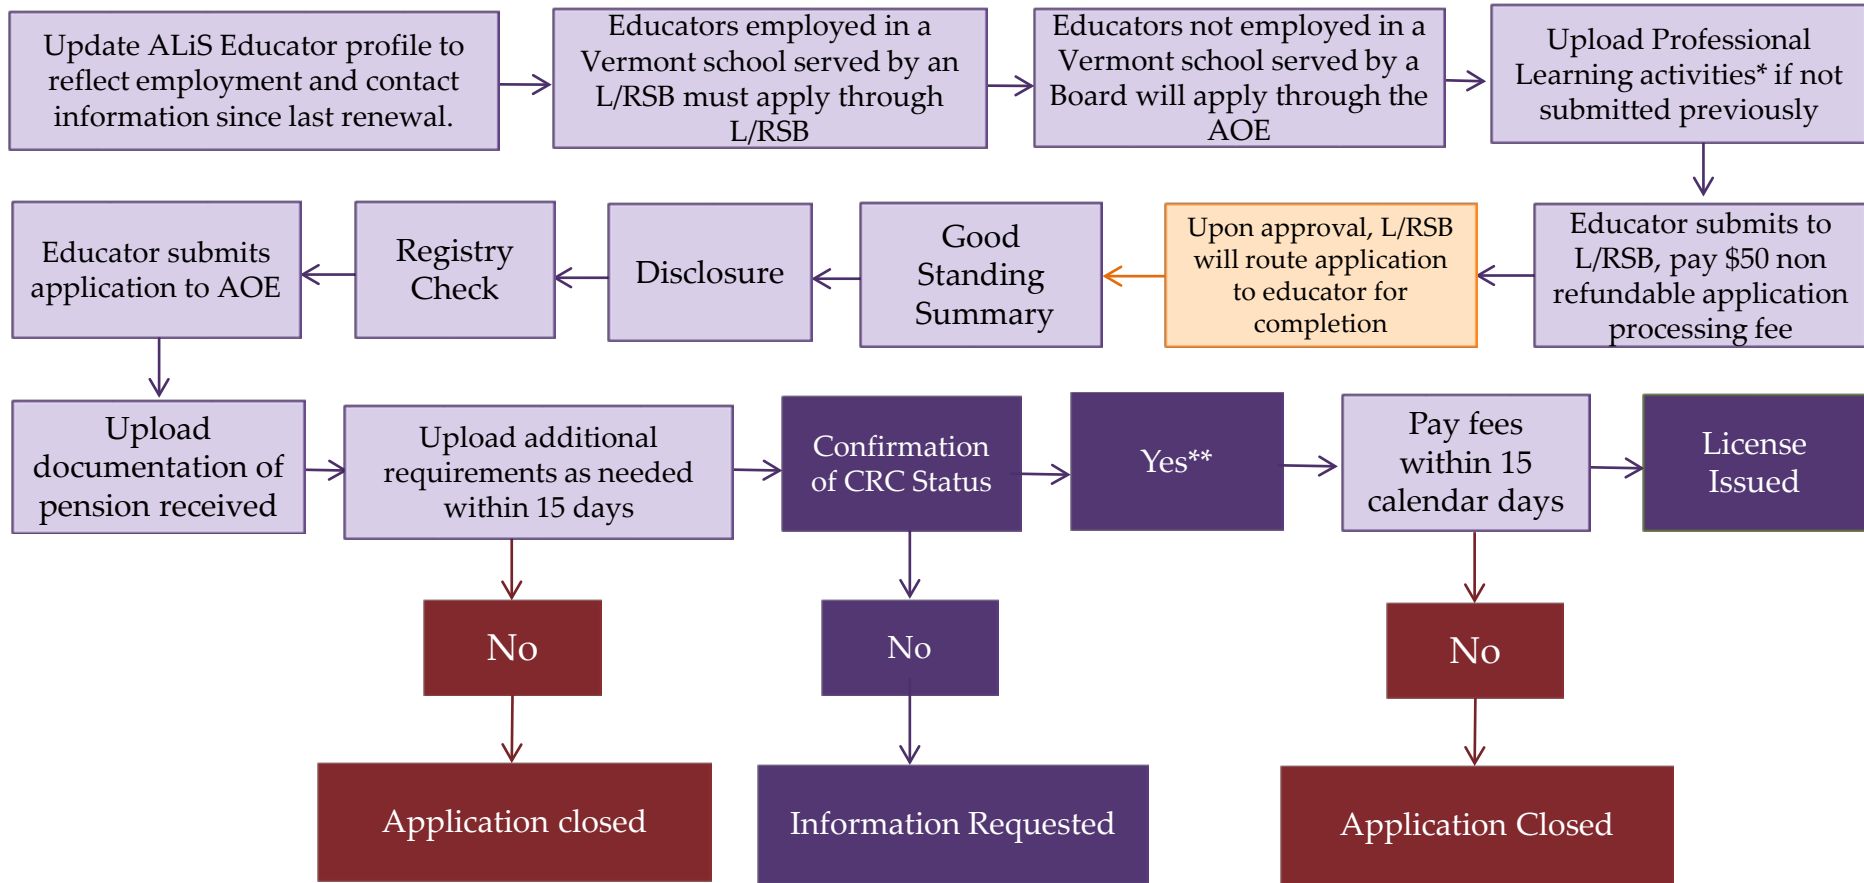 Update ALiS Educator profile to
reflect employment and contact
information since last renewal.
Educators employed in a
Vermont school served by an
L/RSB must apply through
L/RSB
Educators not employed in a
Vermont school served by a
Board will apply through the
AOE
Upload Professional
Learning activities* if not
submitted previously
Educator submits to
L/RSB, pay $50 non
refundable application
processing fee
Upon approval, L/RSB
will route application
to educator for
completion
Good
Standing
Summary
Disclosure
Registry
Check
Educator submits
application to AOE
Upload
documentation of
pension received
Upload additional
requirements as needed
within 15 days
Confirmation
of CRC Status
Yes**
Pay fees
within 15
calendar days
License
Issued
No
No
No
Application closed
Information Requested
Application Closed